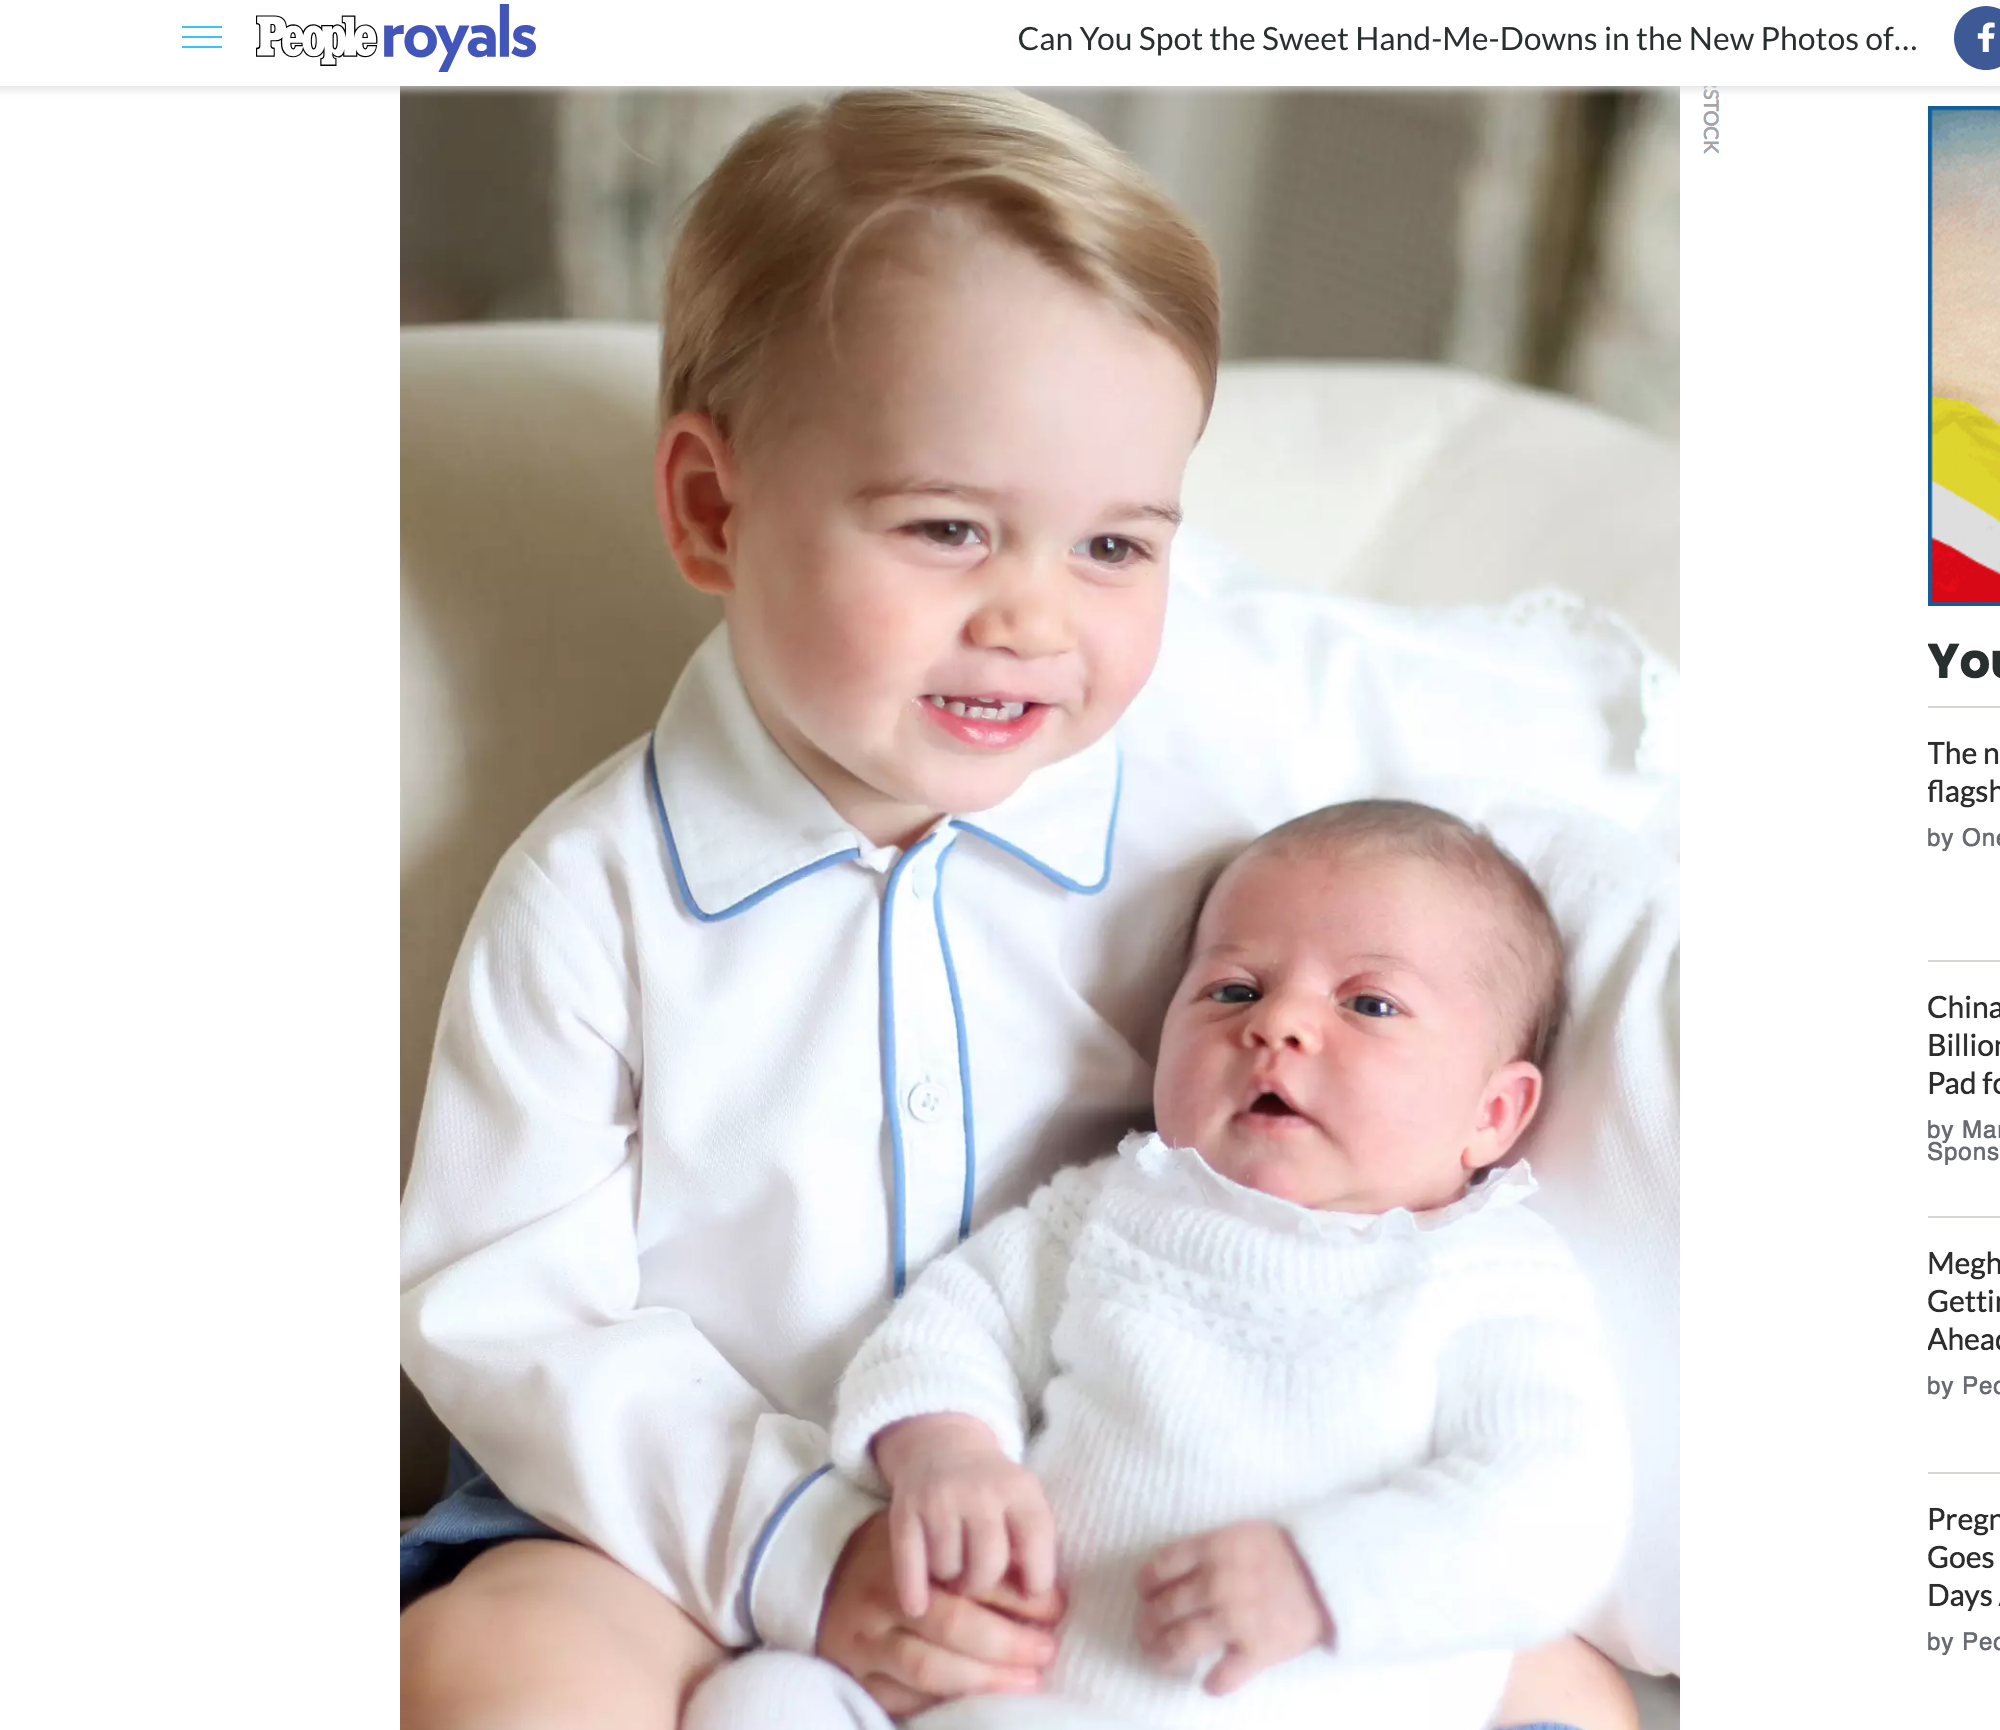 People royals
Can You Spot the Sweet Hand-Me-Downs in the New Photos of...
f
STOCK
You
The n
flagsh
by One
China
Billion
Pad fo
by Mar
Spons
Megh
Gettin
Ahead
by Peo
Pregn
Goes
Days
by Peo